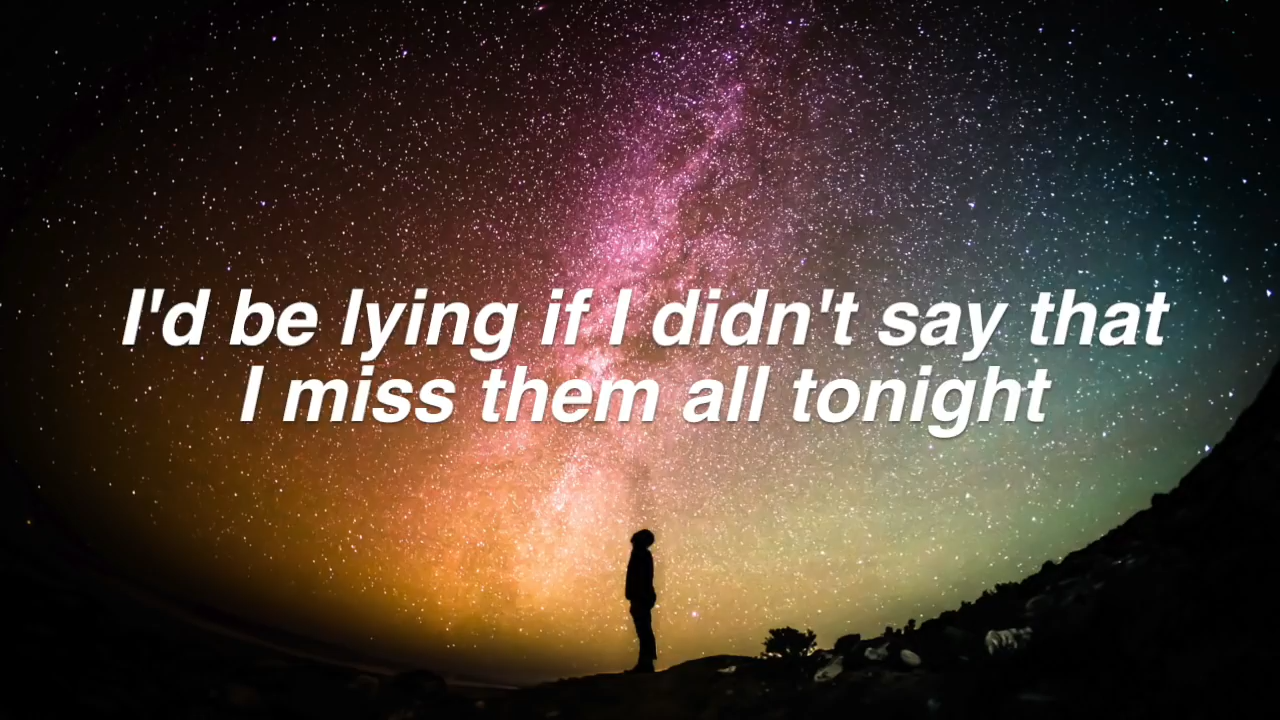 I'd be lying if I didn't say that
I miss them all tonight